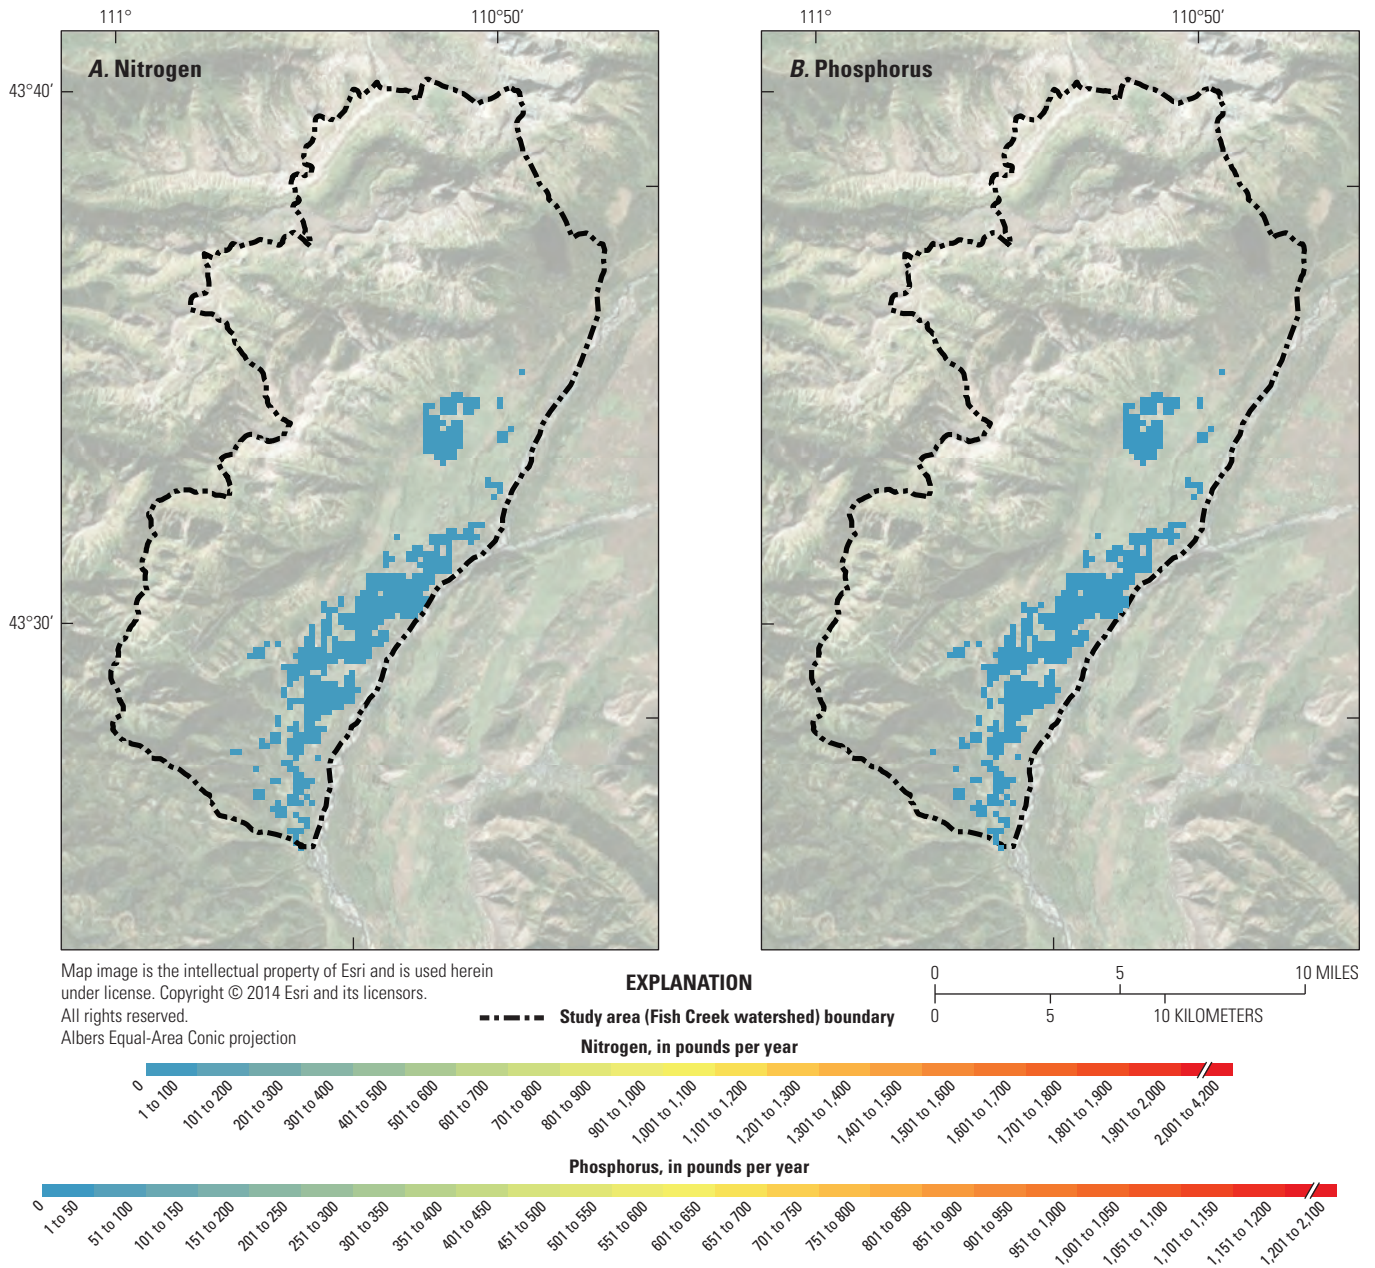 111°
110°50′
111°
110°50′
A. Nitrogen
B. Phosphorus
43°40′
43°30′
Map image is the intellectual property of Esri and is used herein
under license. Copyright © 2014 Esri and its licensors.
All rights reserved.
Albers Equal-Area Conic projection
EXPLANATION
Study area (Fish Creek watershed) boundary
0 5 10 MILES
0 5 10 KILOMETERS
Nitrogen, in pounds per year
0
1 to 100
101 to 200
201 to 300
301 to 400
401 to 500
501 to 600
601 to 700
701 to 800
801 to 900
901 to 1,000
1,001 to 1,100
1,101 to 1,200
1,201 to 1,300
1,301 to 1,400
1,401 to 1,500
1,501 to 1,600
1,601 to 1,700
1,701 to 1,800
1,801 to 1,900
1,901 to 2,000
2,001 to 4,200
Phosphorus, in pounds per year
0
1 to 50
51 to 100
101 to 150
151 to 200
201 to 250
251 to 300
301 to 350
351 to 400
401 to 450
451 to 500
501 to 550
551 to 600
601 to 650
651 to 700
701 to 750
751 to 800
801 to 850
851 to 900
901 to 950
951 to 1,000
1,001 to 1,050
1,051 to 1,100
1,101 to 1,150
1,151 to 1,200
1,201 to 2,100